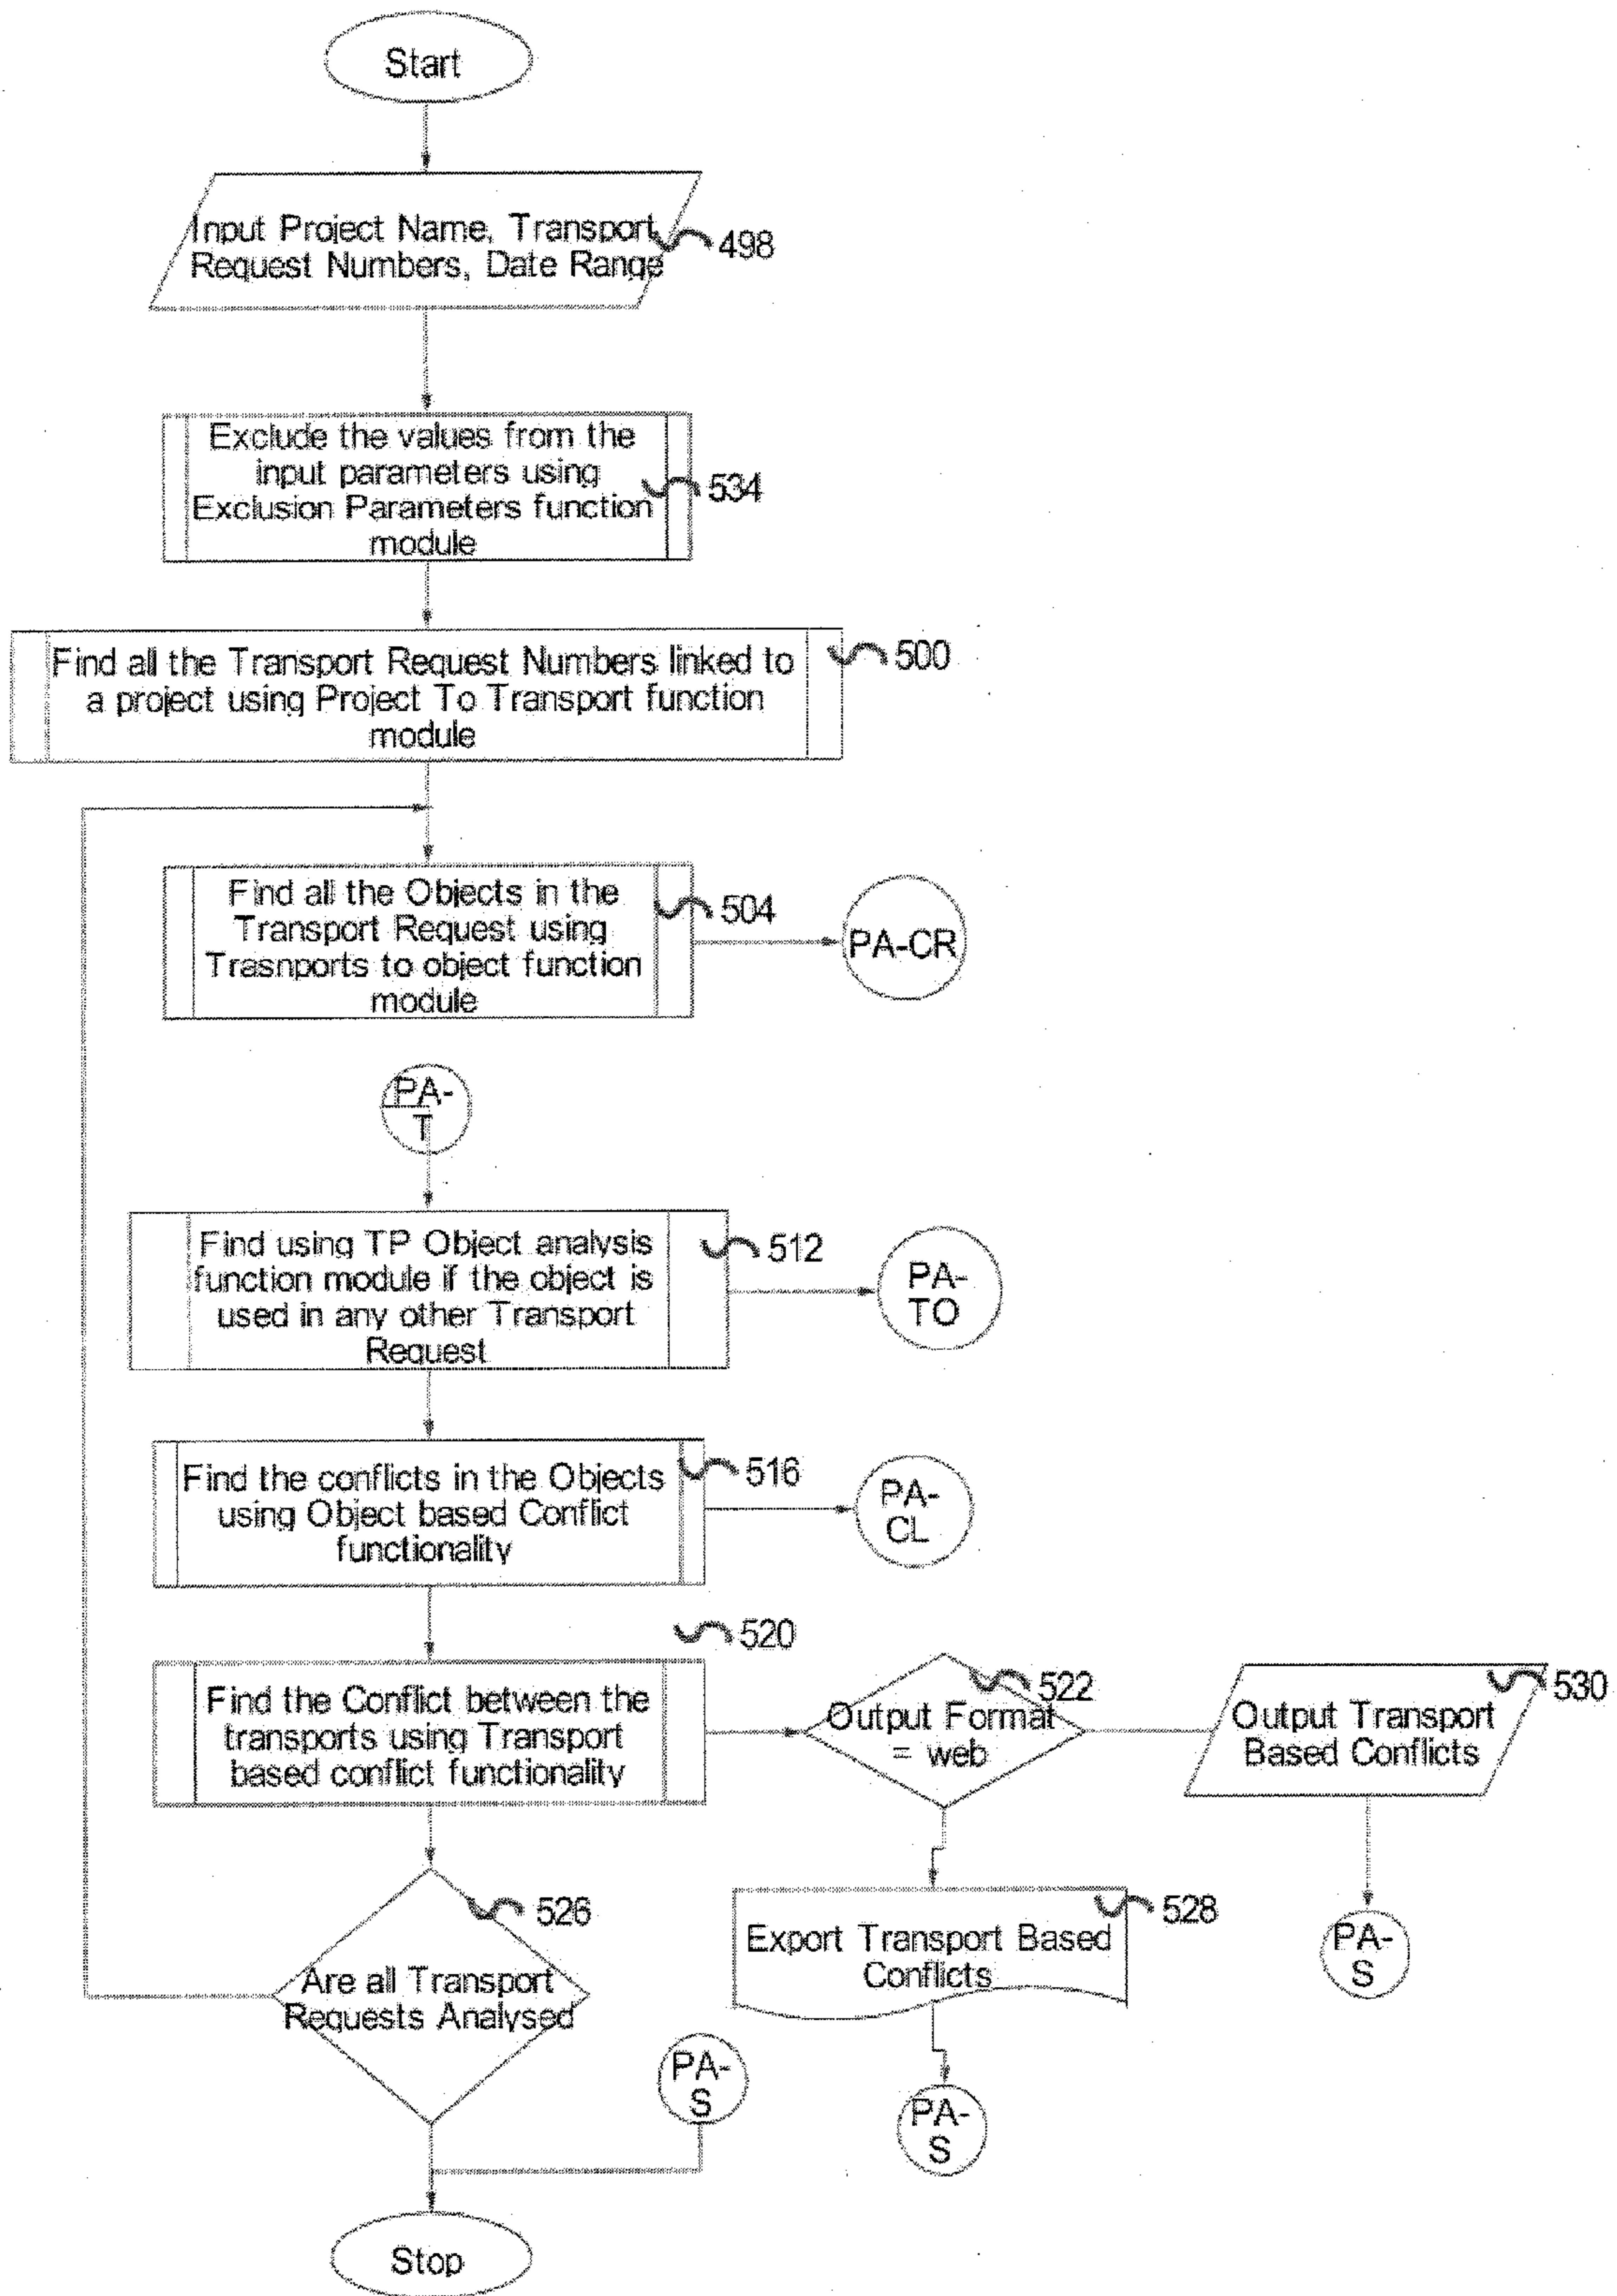 Start
Input Project Name, Transport
Request Numbers, Date Range
498
Exclude the values from the
input parameters using
Exclusion Parameters function
module
534
Find all the Transport Request Numbers linked to
a project using Project To Transport function
module
500
Find all the Objects in the
Transport Request using
Trasnports to object function
module
504
PA-CR
PA-
T
Find using TP Object analysis
function module if the object is
used in any other Transport
Request
512
PA-
TO
Find the conflicts in the Objects
using Object based Conflict
functionality
516
PA-
CL
520
Find the Conflict between the
transports using Transport
based conflict functionality
522
Output Format
= web
530
Output Transport
Based Conflicts
526
Are all Transport
Requests Analysed
528
Export Transport Based
Conflicts
PA-
S
PA-
S
PA-
S
Stop